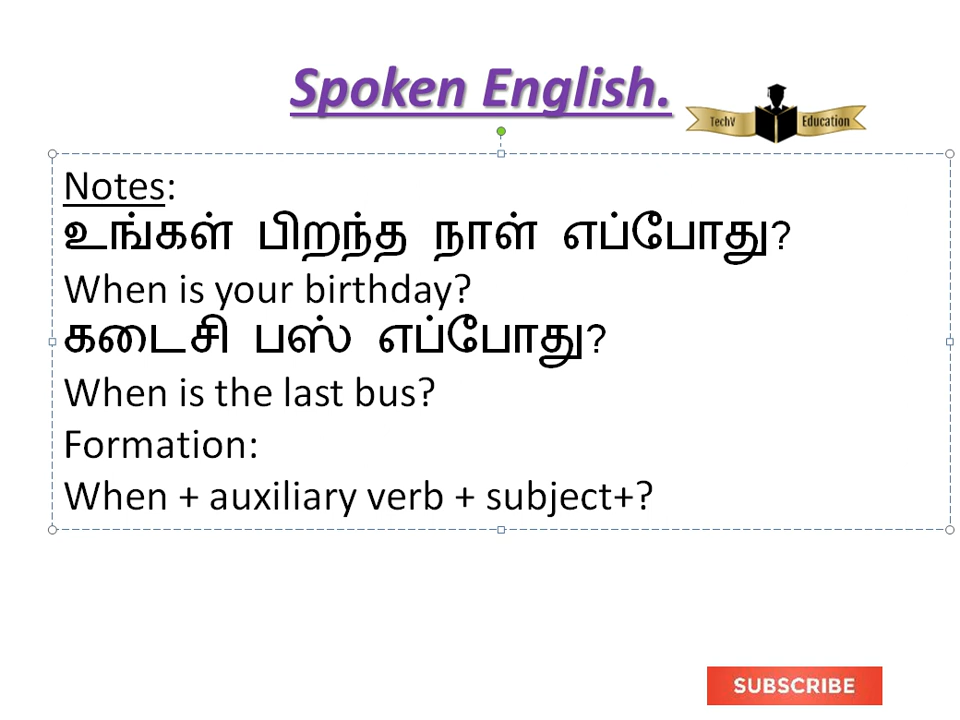 Spoken English.
TechV Education
Notes:
உங்கள் பிறந்த நாள் எப்போது?
When is your birthday?
கடைசி பஸ் எப்போது?
When is the last bus?
Formation:
When + auxiliary verb + subject+?
SUBSCRIBE